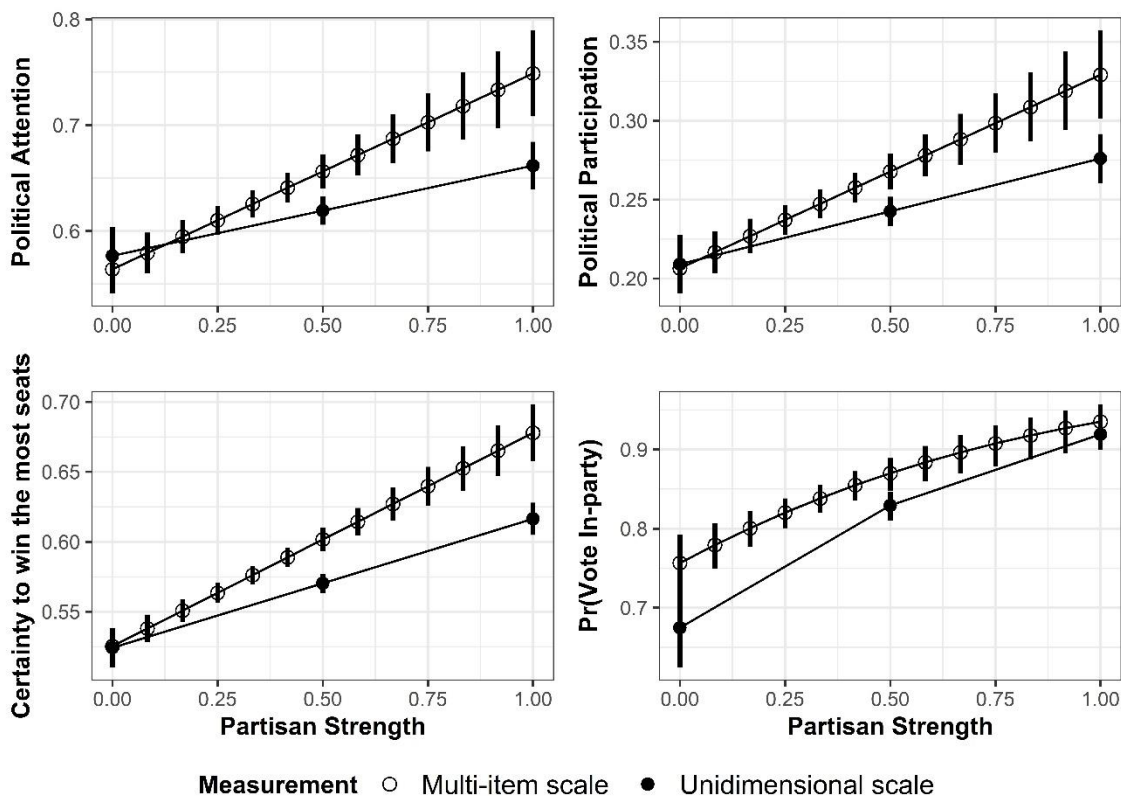 Political Attention
0.8
0.7
0.6
0.00 0.25 0.50 0.75 1.00
Political Participation
0.35
0.30
0.25
0.20
0.00 0.25 0.50 0.75 1.00
Certainty to win the most seats
0.70
0.65
0.60
0.55
0.00 0.25 0.50 0.75 1.00
Partisan Strength
Pr(Vote In-party)
0.9
0.8
0.7
0.00 0.25 0.50 0.75 1.00
Partisan Strength
Measurement Multi-item scale Unidimensional scale